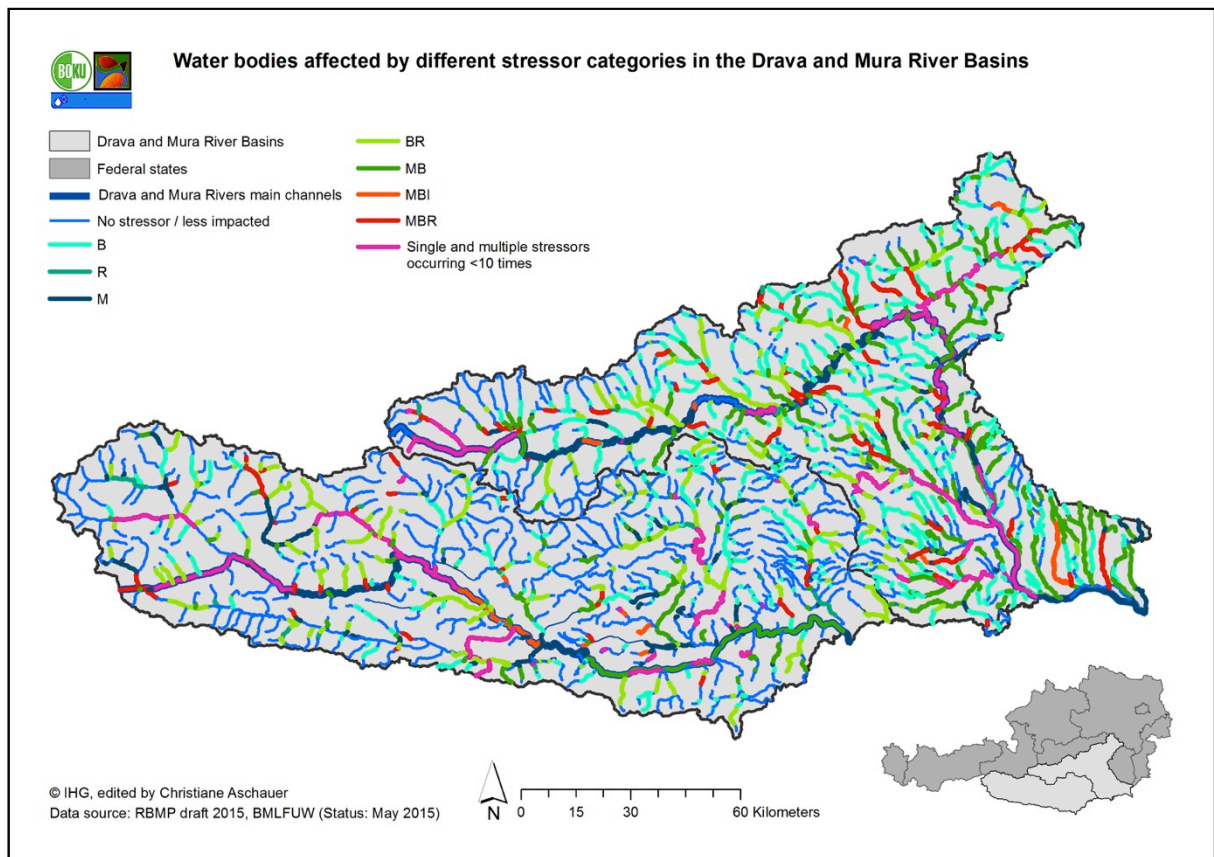 BOKU
Water bodies affected by different stressor categories in the Drava and Mura River Basins
Drava and Mura River Basins
Federal states
Drava and Mura Rivers main channels
No stressor / less impacted
B
R
M
BR
MB
MBI
MBR
Single and multiple stressors
occurring <10 times
© IHG, edited by Christiane Aschauer
Data source: RBMP draft 2015, BMLFUW (Status: May 2015)
N
0 15 30 60 Kilometers